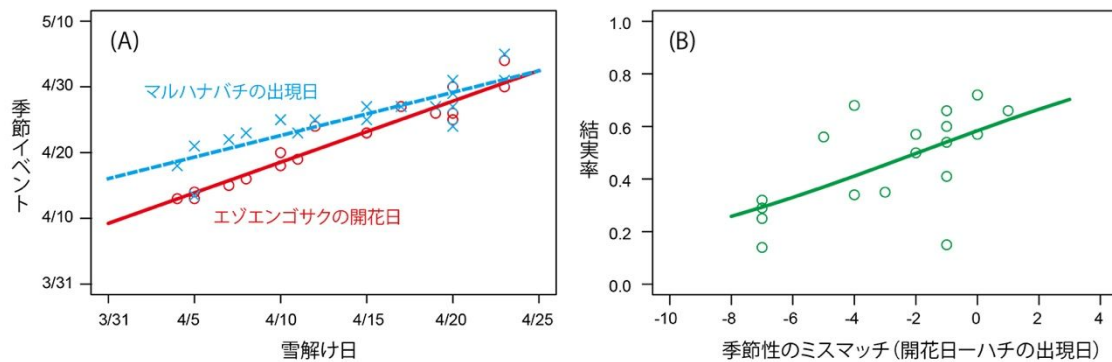 (A)
季節イベント
5/10
4/30
4/20
4/10
3/31
マルハナバチの出現日
エゾエンゴサクの開花日
3/31 4/5 4/10 4/15 4/20 4/25
雪解け日
(B)
結実率
1.0
0.8
0.6
0.4
0.2
0.0
-10 -8 -6 -4 -2 0 2 4
季節性のミスマッチ（開花日ーハチの出現日）